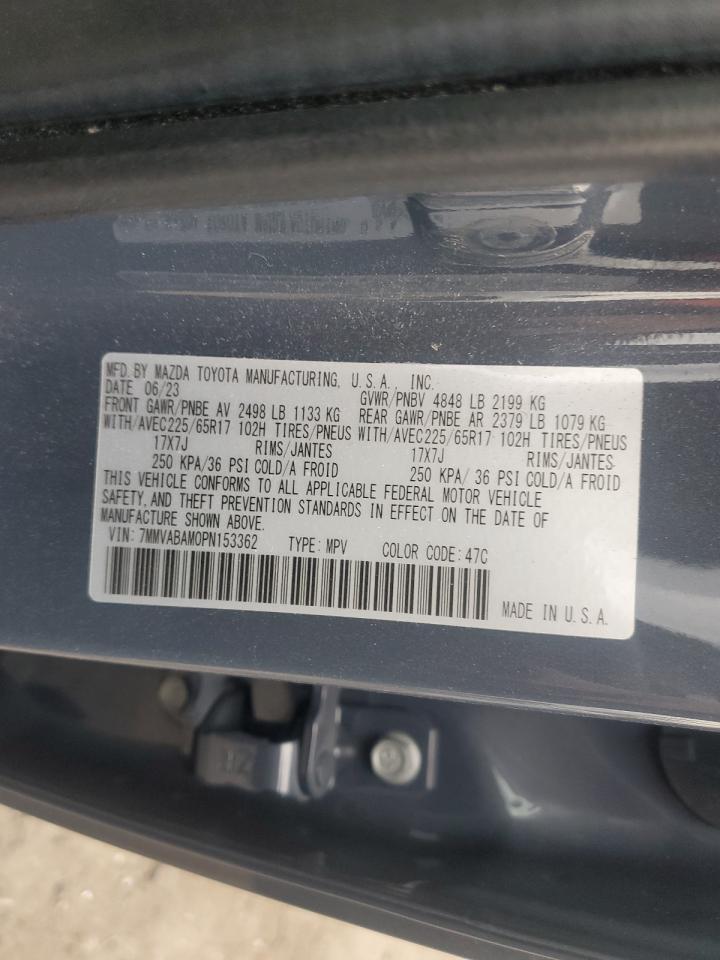 MFD. BY MAZDA TOYOTA MANUFACTURING, U.S.A., INC.
DATE 06/23 GVWR/PNBV 4848 LB 2199 KG
FRONT GAWR/PNBE AV 2498 LB 1133 KG REAR GAWR/PNBE AR 2379 LB 1079 KG
WITH/AVEC225/65R17 102H TIRES/PNEUS WITH/AVEC225/65R17 102H TIRES/PNEUS
17X7J RIMS/JANTES 17X7J RIMS/JANTES
250 KPA/36 PSI COLD/A FROID 250 KPA/ 36 PSI COLD/A FROID
THIS VEHICLE CONFORMS TO ALL APPLICABLE FEDERAL MOTOR VEHICLE
SAFETY, AND THEFT PREVENTION STANDARDS IN EFFECT ON THE DATE OF
MANUFACTURE SHOWN ABOVE.
VIN: 7MMVABAM0PN153362 TYPE: MPV COLOR CODE: 47C
MADE IN U.S.A.